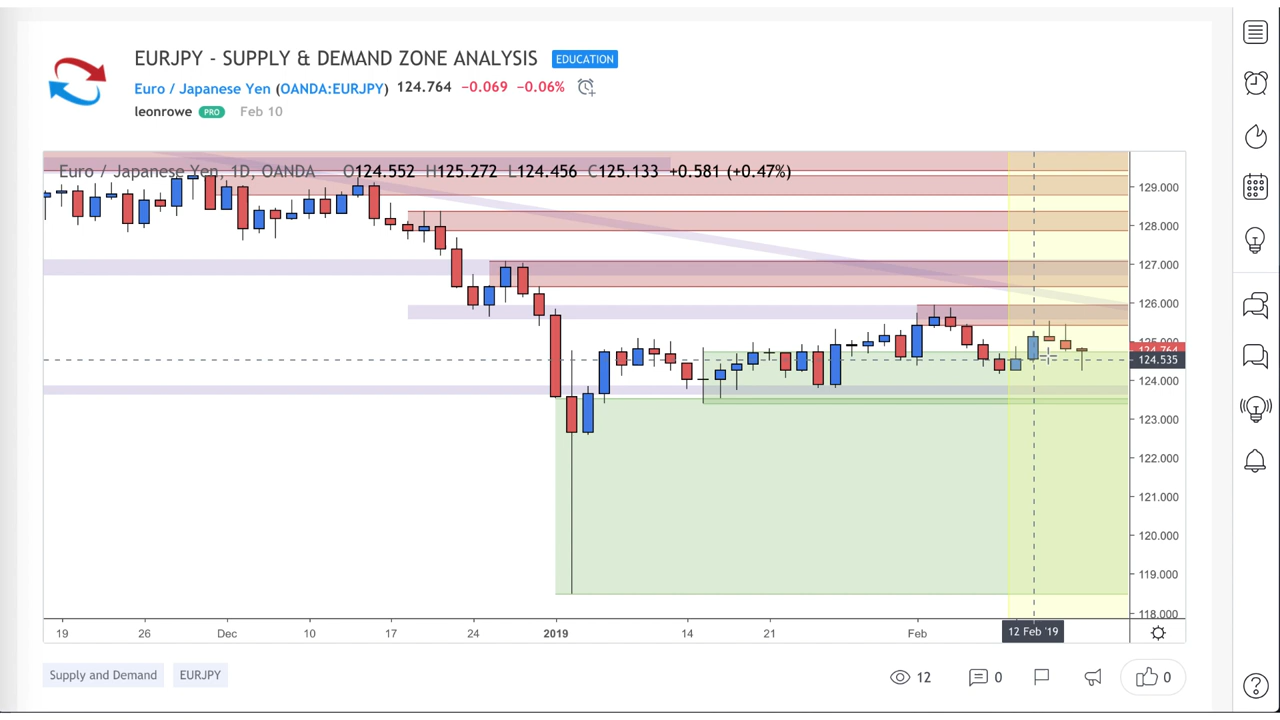 EURJPY - SUPPLY & DEMAND ZONE ANALYSIS EDUCATION
Euro / Japanese Yen (OANDA:EURJPY) 124.764 −0.069 −0.06%
leonrowe PRO Feb 10
Euro / Japanese Yen, 1D, OANDA O124.552 H125.272 L124.456 C125.133 +0.581 (+0.47%)
129.000
128.000
127.000
126.000
125.000
124.764
124.535
124.000
123.000
122.000
121.000
120.000
119.000
118.000
19 26 Dec 10 17 24 2019 14 21 Feb 12 Feb '19
Supply and Demand EURJPY 12 0 0